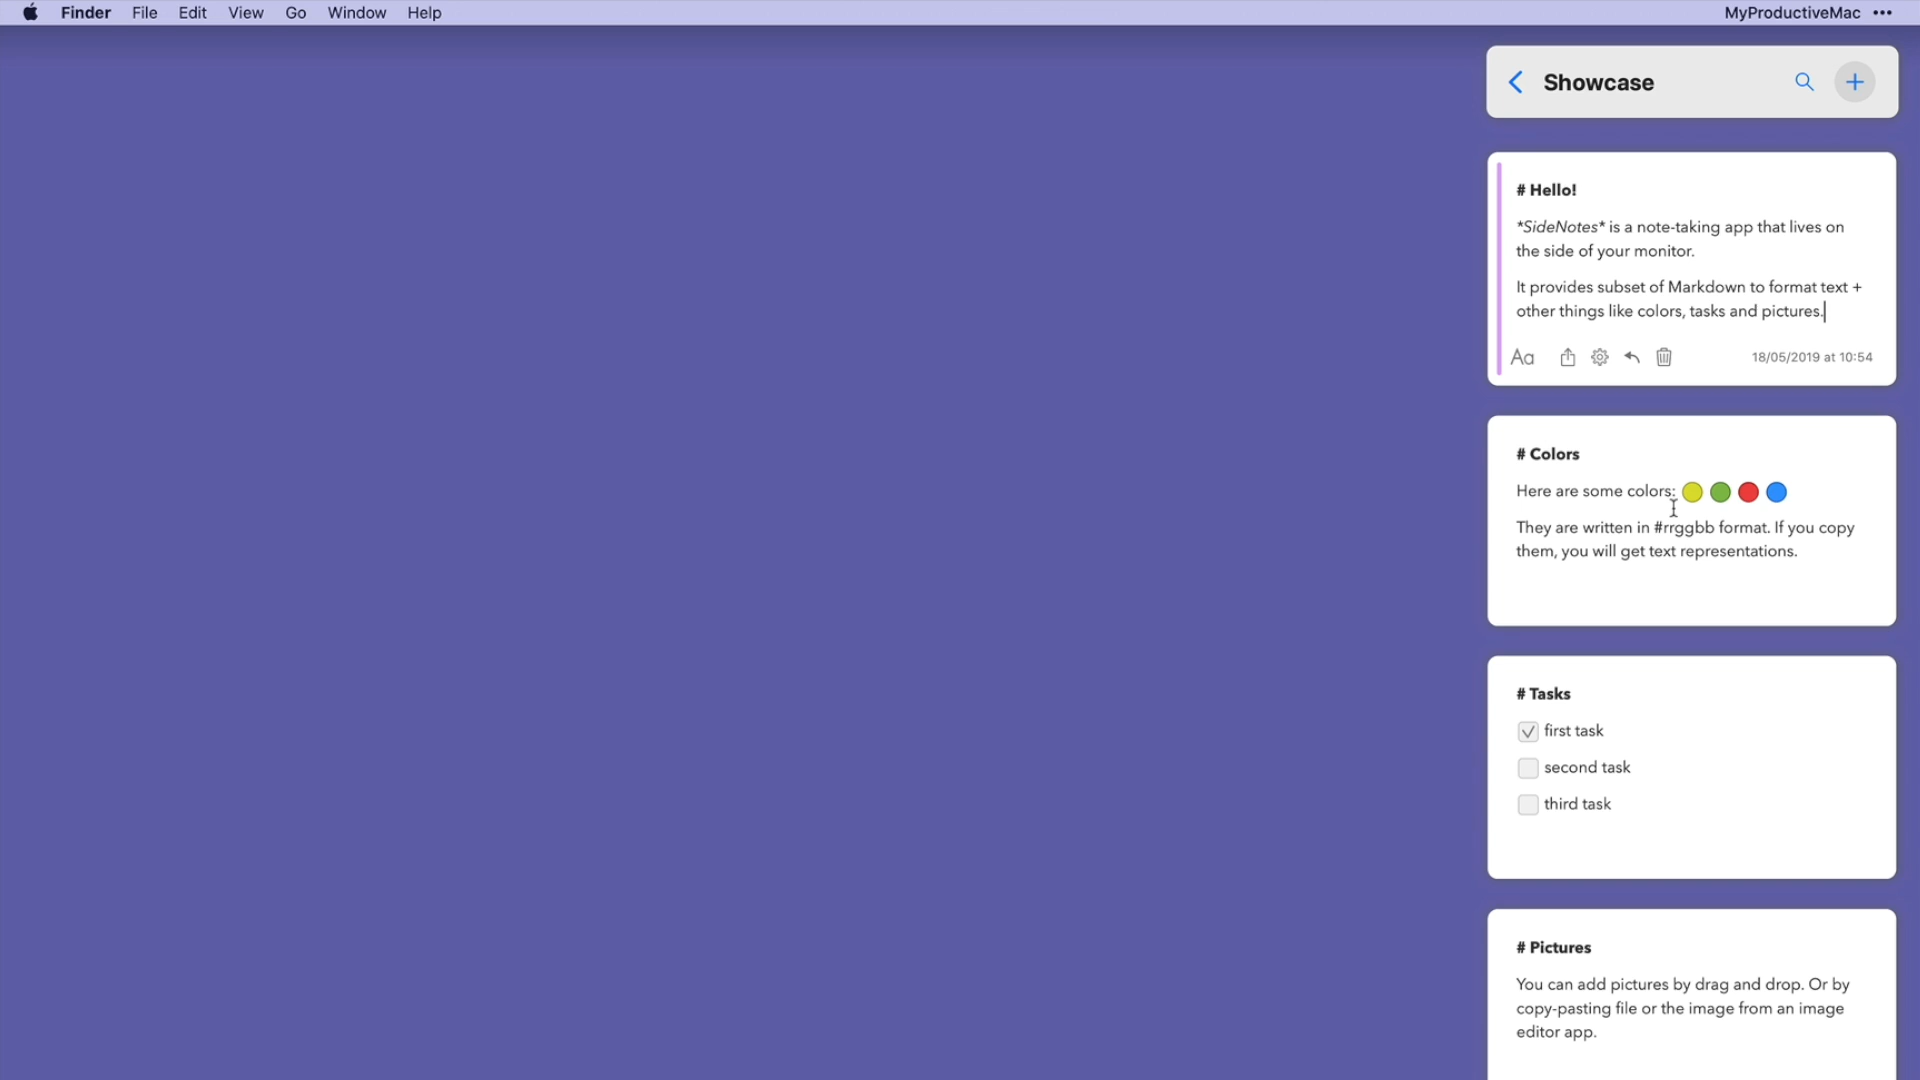 Finder File Edit View Go Window Help MyProductiveMac •••
Showcase
# Hello!
*SideNotes* is a note-taking app that lives on
the side of your monitor.
It provides subset of Markdown to format text +
other things like colors, tasks and pictures.
Aa 18/05/2019 at 10:54
# Colors
Here are some colors:
They are written in #rrggbb format. If you copy
them, you will get text representations.
# Tasks
first task
second task
third task
# Pictures
You can add pictures by drag and drop. Or by
copy-pasting file or the image from an image
editor app.